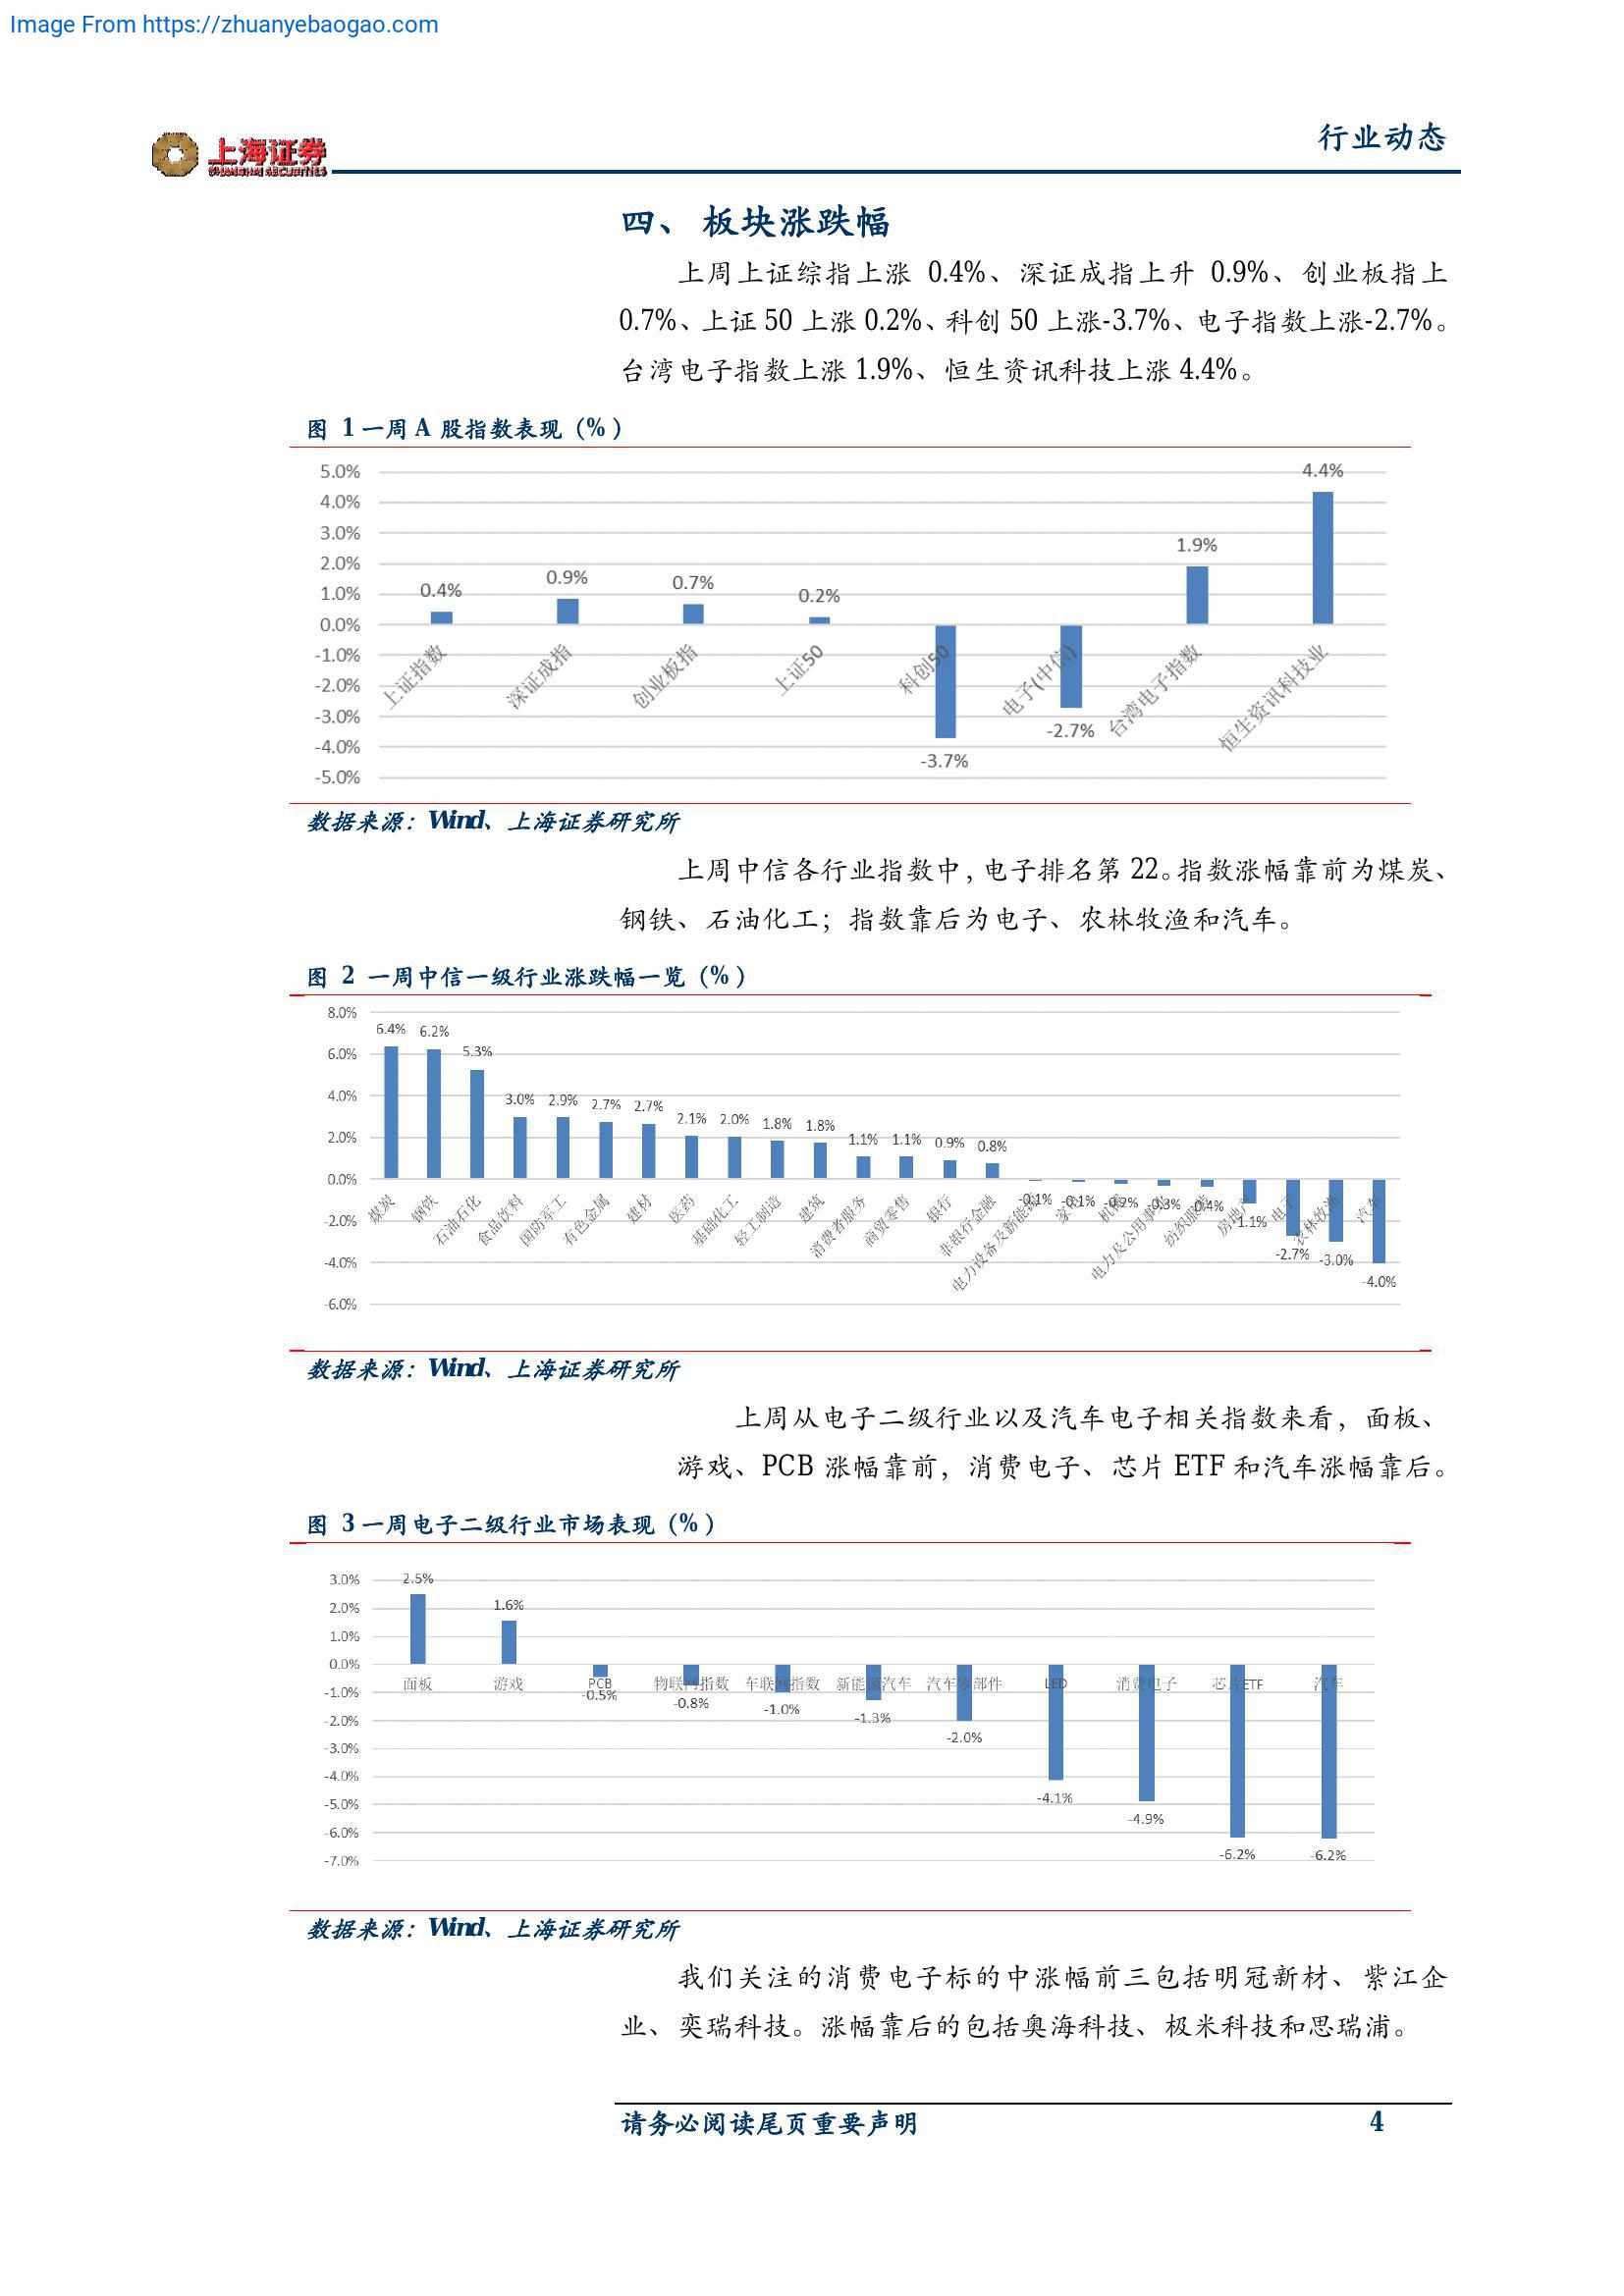 Image From https://zhuanyebaogao.com
上海证券
SHANGHAI SECURITIES
行业动态
四、 板块涨跌幅
上周上证综指上涨 0.4%、深证成指上升 0.9%、创业板指上
0.7%、上证 50 上涨 0.2%、科创 50 上涨-3.7%、电子指数上涨-2.7%。
台湾电子指数上涨 1.9%、恒生资讯科技上涨 4.4%。
图 1 一周 A 股指数表现（%）
5.0%
4.0%
3.0%
2.0%
1.0%
0.0%
-1.0%
-2.0%
-3.0%
-4.0%
-5.0%
0.4% 0.9% 0.7% 0.2% -3.7% -2.7% 1.9% 4.4%
上证指数 深证成指 创业板指 上证50 科创50 电子(中信) 台湾电子指数 恒生资讯科技业
数据来源：Wind、上海证券研究所
上周中信各行业指数中，电子排名第 22。指数涨幅靠前为煤炭、
钢铁、石油化工；指数靠后为电子、农林牧渔和汽车。
图 2 一周中信一级行业涨跌幅一览（%）
8.0%
6.0%
4.0%
2.0%
0.0%
-2.0%
-4.0%
-6.0%
6.4% 6.2% 5.3% 3.0% 2.9% 2.7% 2.7% 2.1% 2.0% 1.8% 1.8% 1.1% 1.1% 0.9% 0.8% -0.1% -0.1% -0.2% -0.3% -0.4% -1.1% -2.7% -3.0% -4.0%
煤炭 钢铁 石油石化 食品饮料 国防军工 有色金属 建材 医药 基础化工 轻工制造 建筑 消费者服务 商贸零售 银行 非银行金融 电力设备及新能源 家电 机械 电力及公用事业 纺织服装 房地产 电子 农林牧渔 汽车
数据来源：Wind、上海证券研究所
上周从电子二级行业以及汽车电子相关指数来看，面板、
游戏、PCB 涨幅靠前，消费电子、芯片 ETF 和汽车涨幅靠后。
图 3 一周电子二级行业市场表现（%）
3.0%
2.0%
1.0%
0.0%
-1.0%
-2.0%
-3.0%
-4.0%
-5.0%
-6.0%
-7.0%
2.5% 1.6% -0.5% -0.8% -1.0% -1.3% -2.0% -4.1% -4.9% -6.2% -6.2%
面板 游戏 PCB 物联网指数 车联网指数 新能源汽车 汽车零部件 LED 消费电子 芯片ETF 汽车
数据来源：Wind、上海证券研究所
我们关注的消费电子标的中涨幅前三包括明冠新材、紫江企
业、奕瑞科技。涨幅靠后的包括奥海科技、极米科技和思瑞浦。
请务必阅读尾页重要声明 4